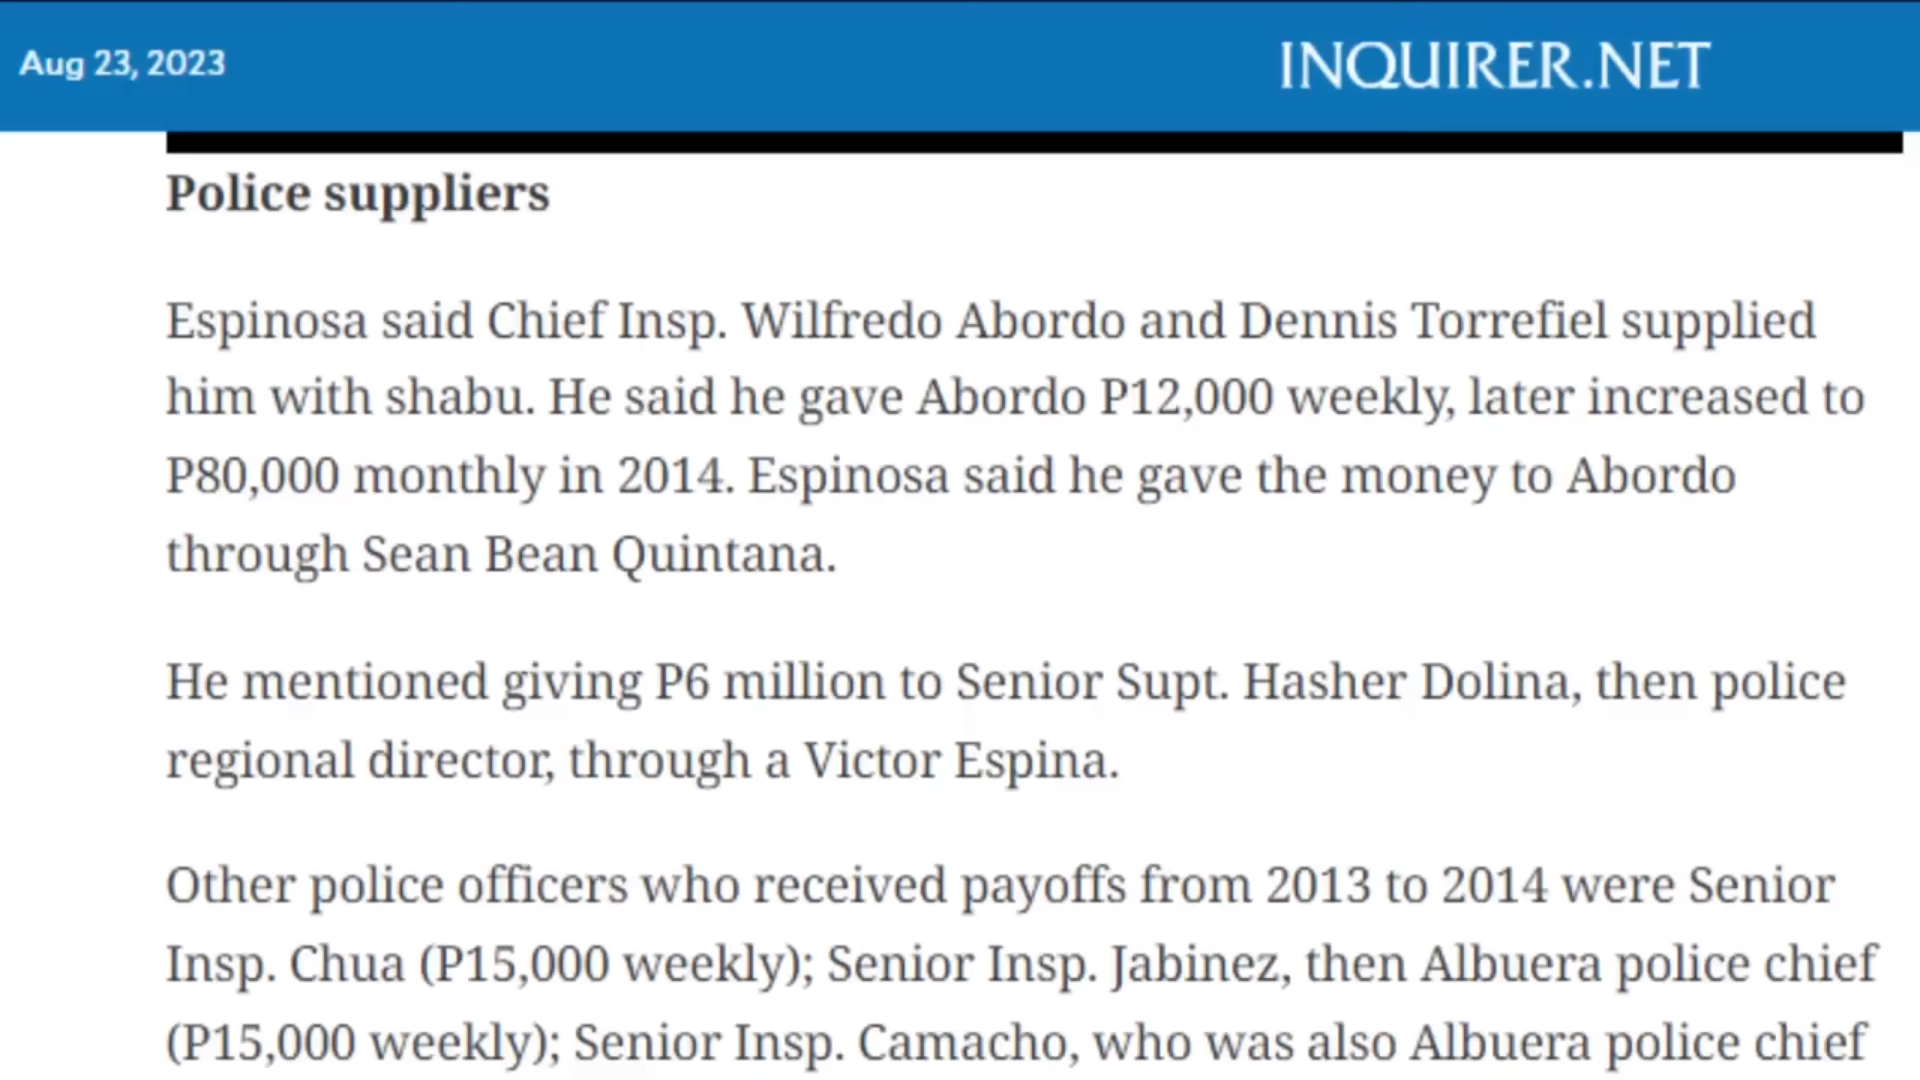 Aug 23, 2023
INQUIRER.NET
Police suppliers
Espinosa said Chief Insp. Wilfredo Abordo and Dennis Torrefiel supplied
him with shabu. He said he gave Abordo P12,000 weekly, later increased to
P80,000 monthly in 2014. Espinosa said he gave the money to Abordo
through Sean Bean Quintana.
He mentioned giving P6 million to Senior Supt. Hasher Dolina, then police
regional director, through a Victor Espina.
Other police officers who received payoffs from 2013 to 2014 were Senior
Insp. Chua (P15,000 weekly); Senior Insp. Jabinez, then Albuera police chief
(P15,000 weekly); Senior Insp. Camacho, who was also Albuera police chief